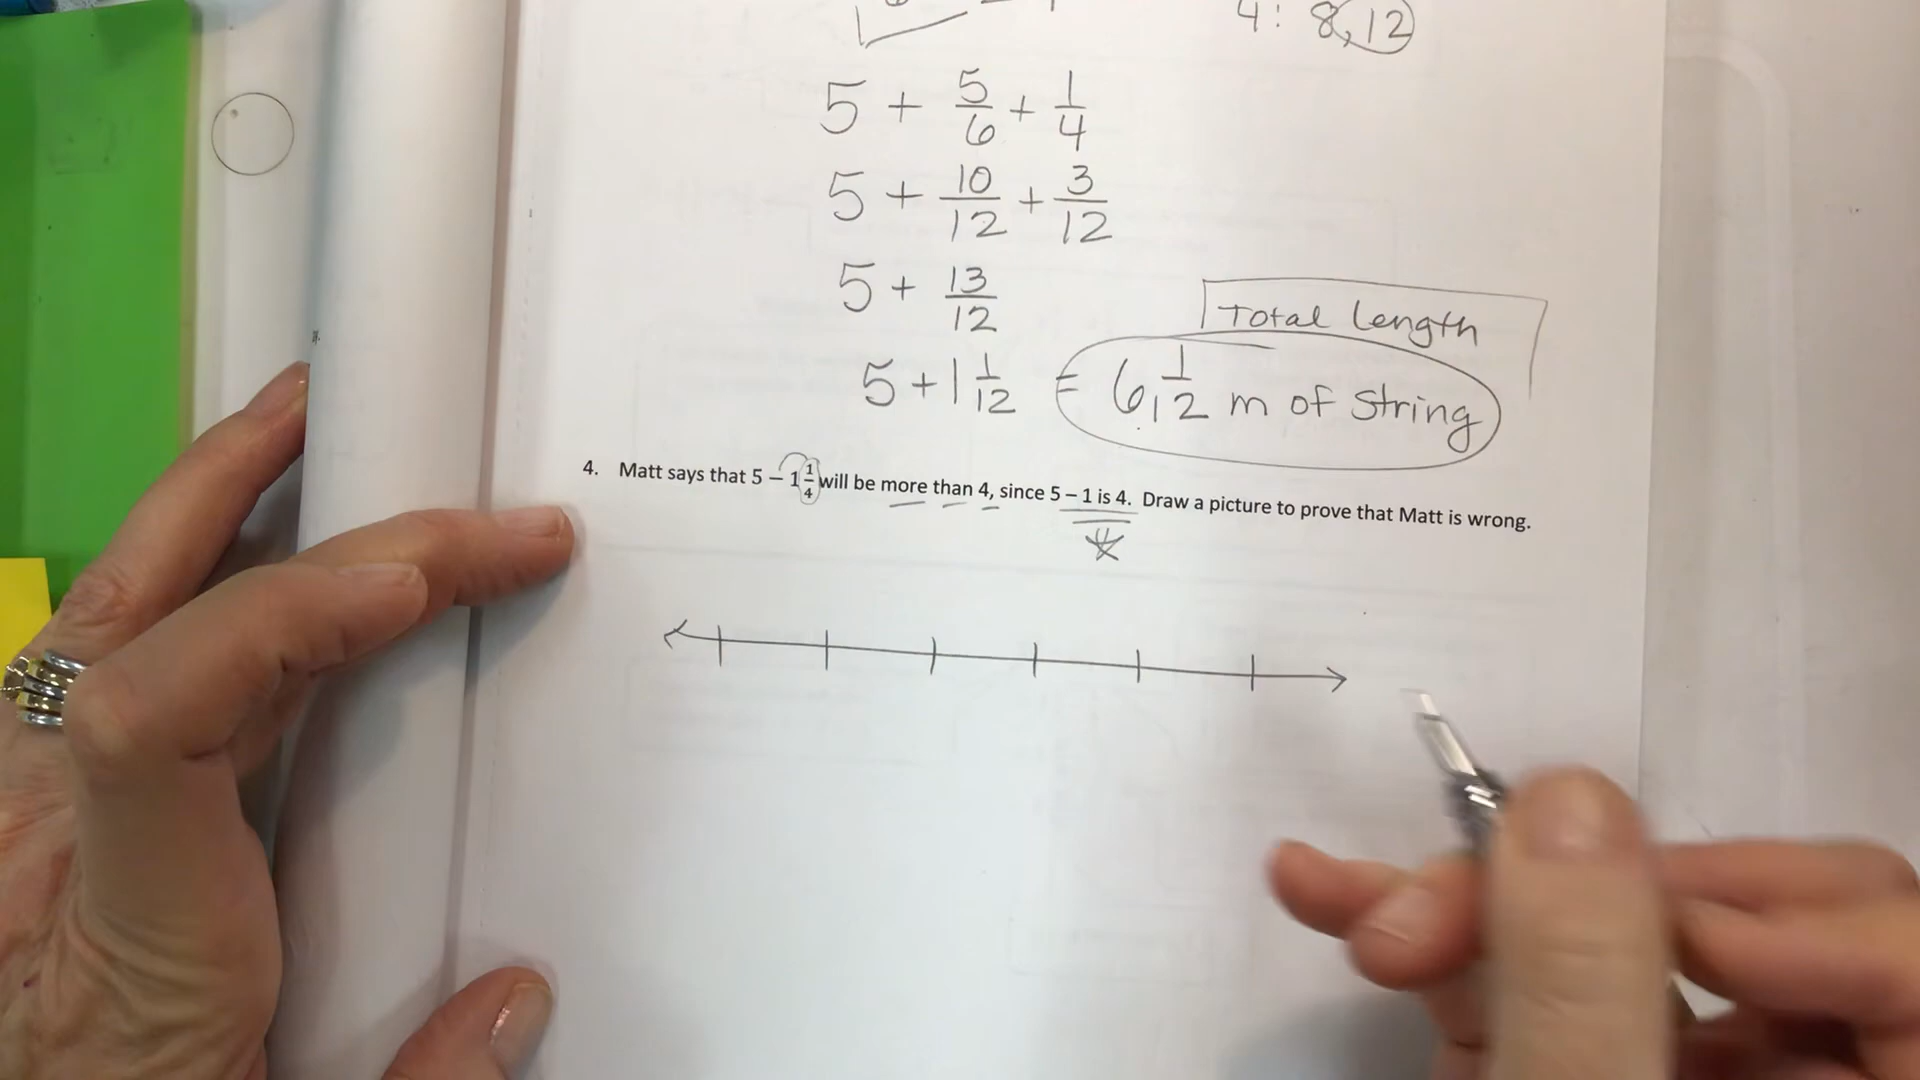 4: 8, 12
5 + 5/6 + 1/4
5 + 10/12 + 3/12
5 + 13/12
Total Length
5 + 1 1/12 = 6 1/12 m of string
4. Matt says that 5 – 1 1/4 will be more than 4, since 5 – 1 is 4. Draw a picture to prove that Matt is wrong.